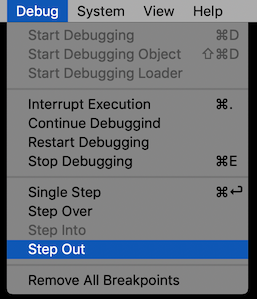 Debug System View Help
Start Debugging ⌘D
Start Debugging Object ⇧⌘D
Start Debugging Loader
Interrupt Execution ⌘.
Continue Debuggind
Restart Debugging
Stop Debugging ⌘E
Single Step ⌘↩
Step Over
Step Into
Step Out
Remove All Breakpoints